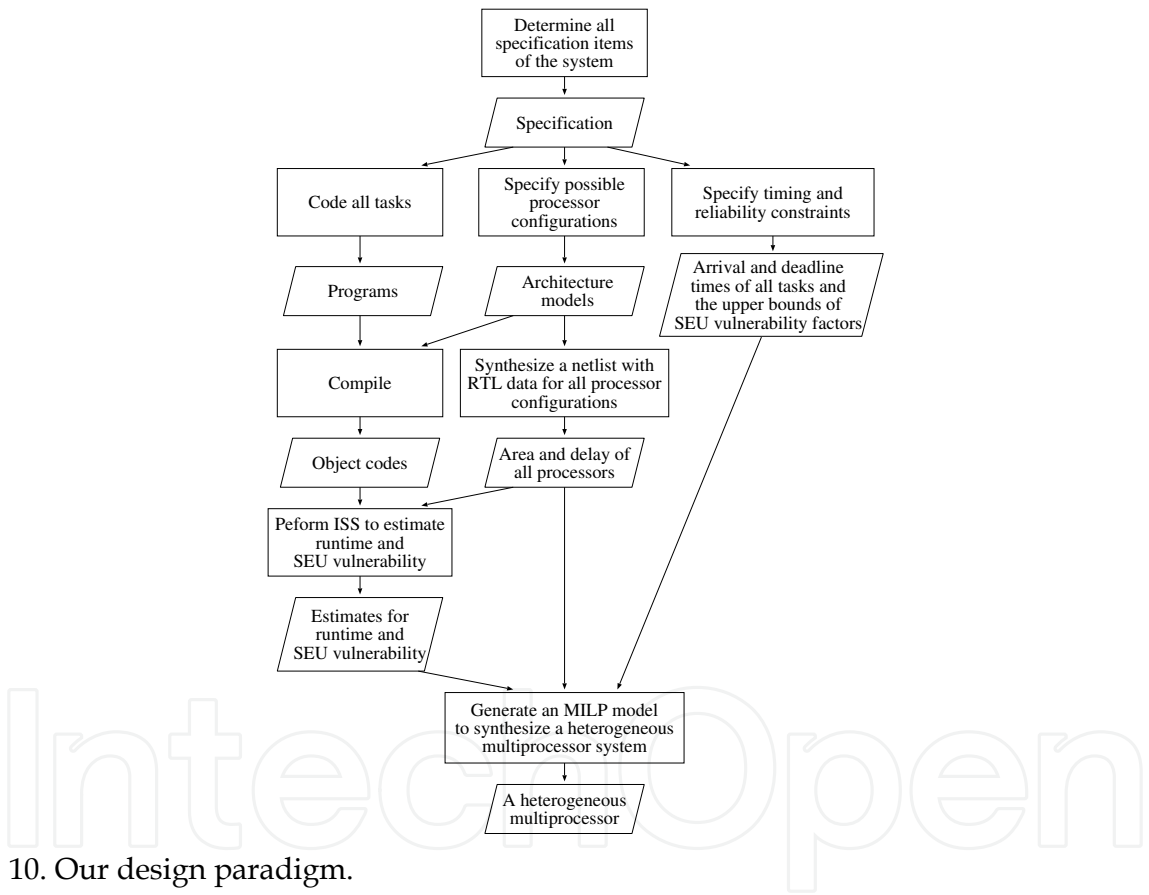 Determine all
specification items
of the system
Specification
Code all tasks
Specify possible
processor
configurations
Specify timing and
reliability constraints
Programs
Architecture
models
Arrival and deadline
times of all tasks and
the upper bounds of
SEU vulnerability factors
Compile
Synthesize a netlist with
RTL data for all processor
configurations
Object codes
Area and delay of
all processors
Peform ISS to estimate
runtime and
SEU vulnerability
Estimates for
runtime and
SEU vulnerability
Generate an MILP model
to synthesize a heterogeneous
multiprocessor system
A heterogeneous
multiprocessor
IntechOpen
10. Our design paradigm.